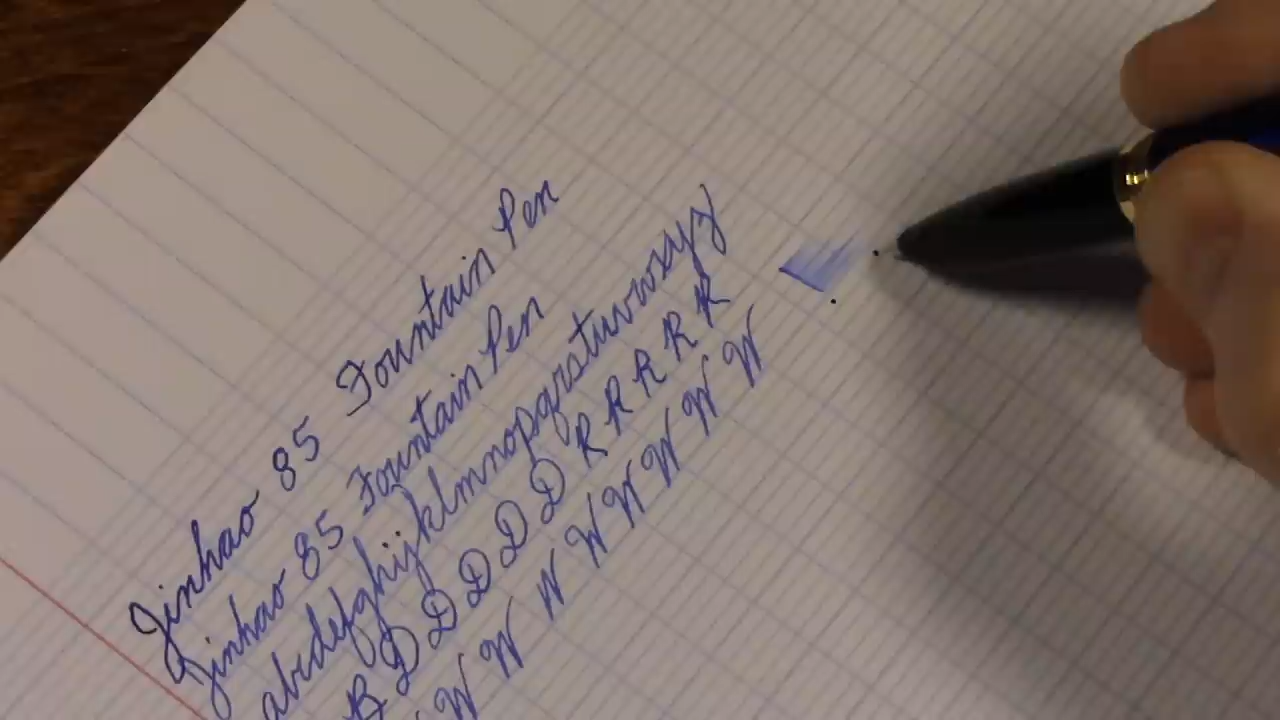 Jinhao 85 Fountain Pen
Jinhao 85 Fountain Pen
abcdefghijklmnopqrstuvwxyz
B D D D D D D R R R R R
W W W W W W W W